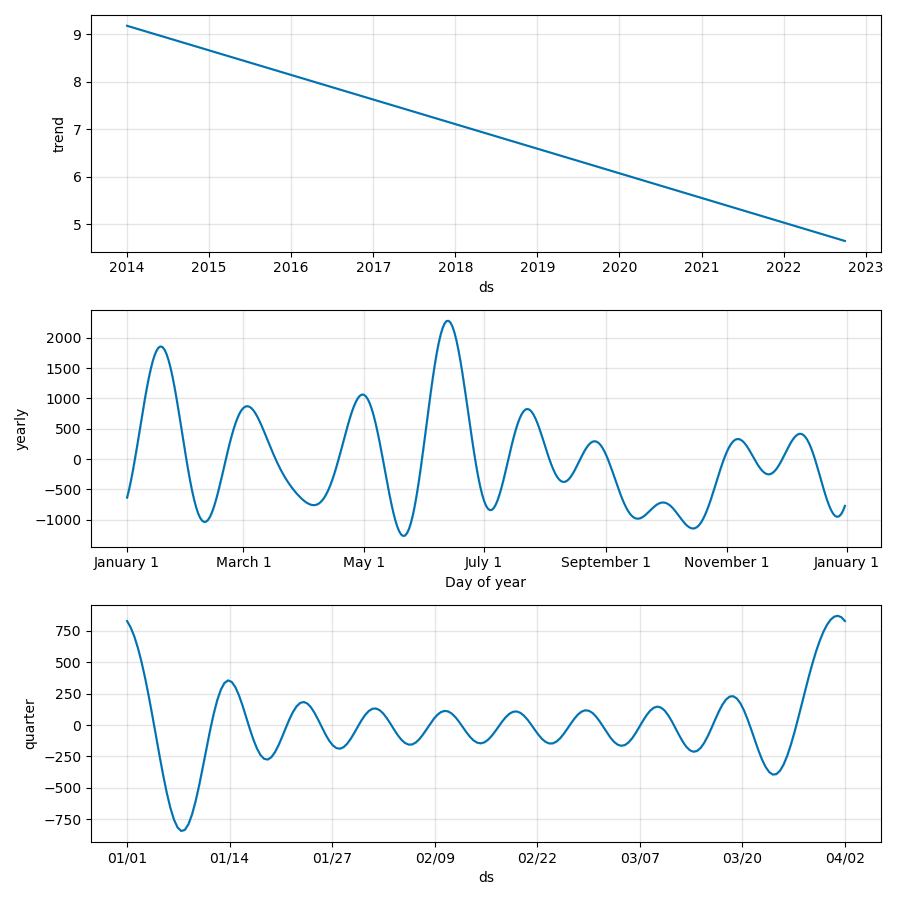 9
8
7
6
5
trend
2014 2015 2016 2017 2018 2019 2020 2021 2022 2023
ds
2000
1500
1000
500
0
−500
−1000
yearly
January 1 March 1 May 1 July 1 September 1 November 1 January 1
Day of year
750
500
250
0
−250
−500
−750
quarter
01/01 01/14 01/27 02/09 02/22 03/07 03/20 04/02
ds